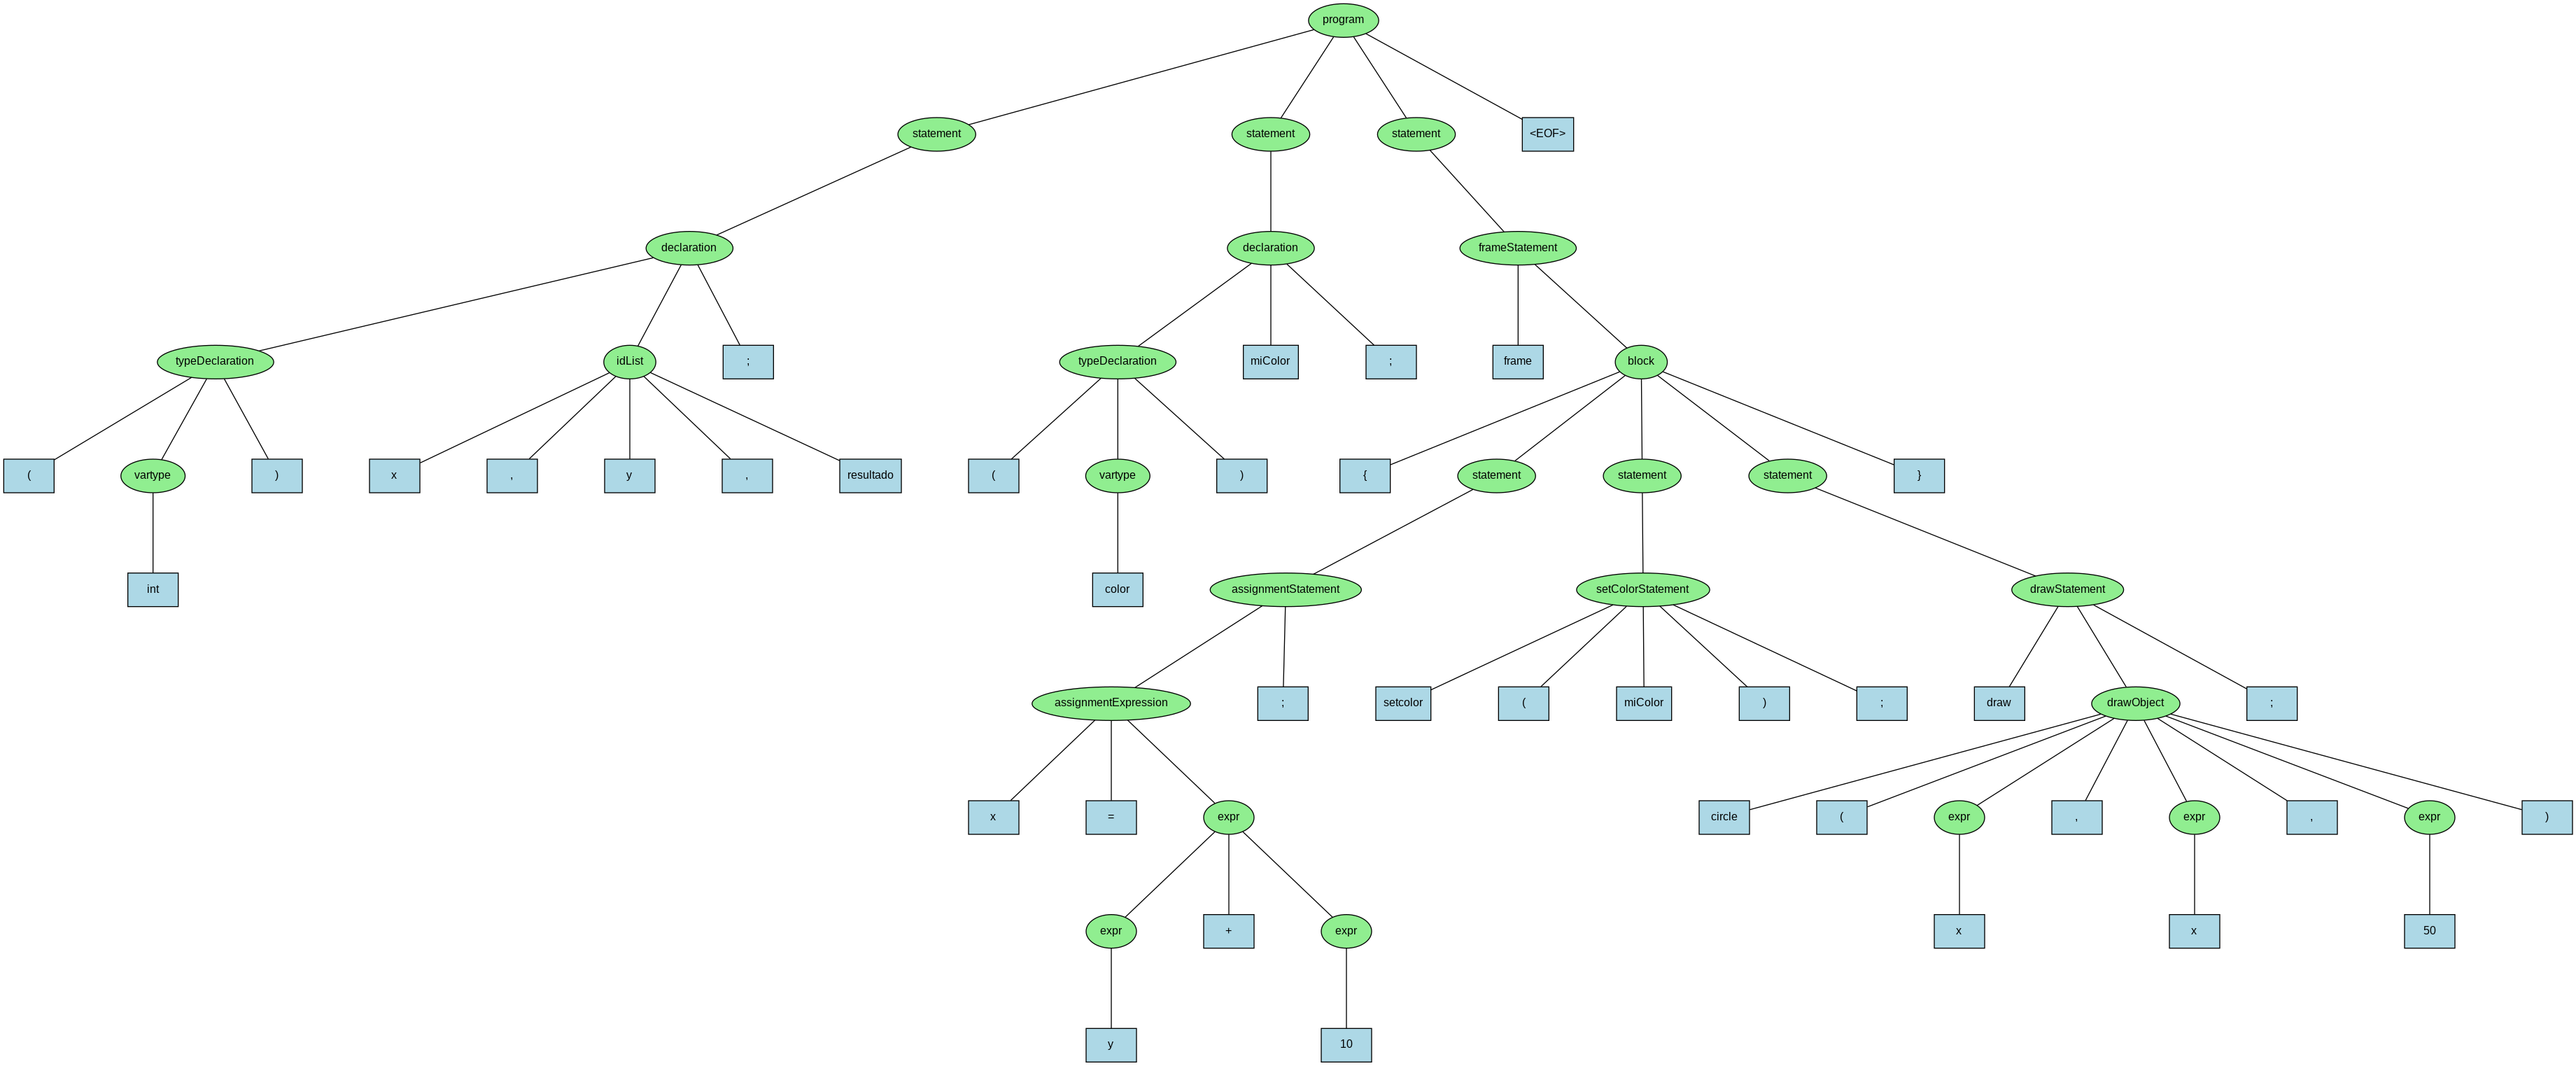 program
statement
statement
statement
<EOF>
declaration
declaration
frameStatement
typeDeclaration
idList
;
typeDeclaration
miColor
;
frame
block
(
vartype
)
x
,
y
,
resultado
(
vartype
)
{
statement
statement
statement
}
int
color
assignmentStatement
setColorStatement
drawStatement
assignmentExpression
;
setcolor
(
miColor
)
;
draw
drawObject
;
x
=
expr
circle
(
expr
,
expr
,
expr
)
expr
+
expr
x
x
50
y
10